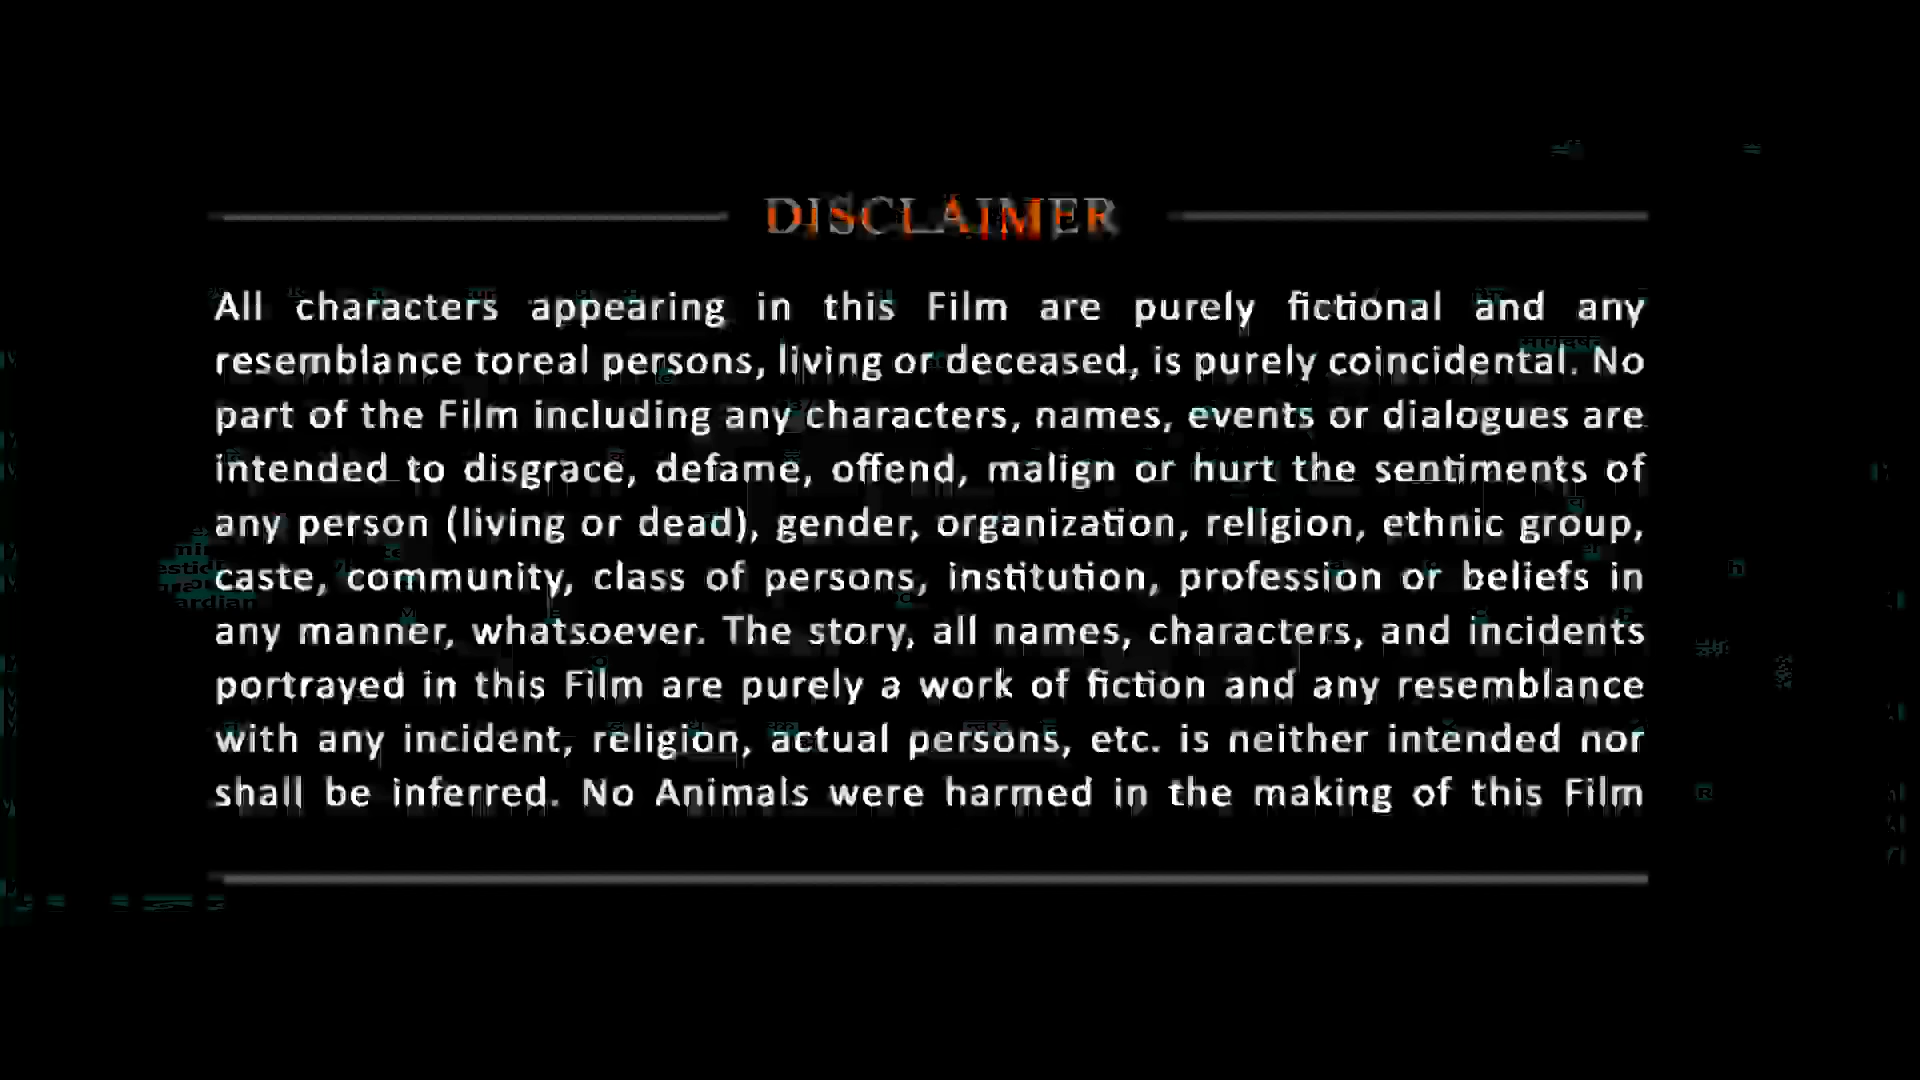 DISCLAIMER
All characters appearing in this Film are purely fictional and any
resemblance toreal persons, living or deceased, is purely coincidental. No
part of the Film including any characters, names, events or dialogues are
intended to disgrace, defame, offend, malign or hurt the sentiments of
any person (living or dead), gender, organization, religion, ethnic group,
caste, community, class of persons, institution, profession or beliefs in
any manner, whatsoever. The story, all names, characters, and incidents
portrayed in this Film are purely a work of fiction and any resemblance
with any incident, religion, actual persons, etc. is neither intended nor
shall be inferred. No Animals were harmed in the making of this Film